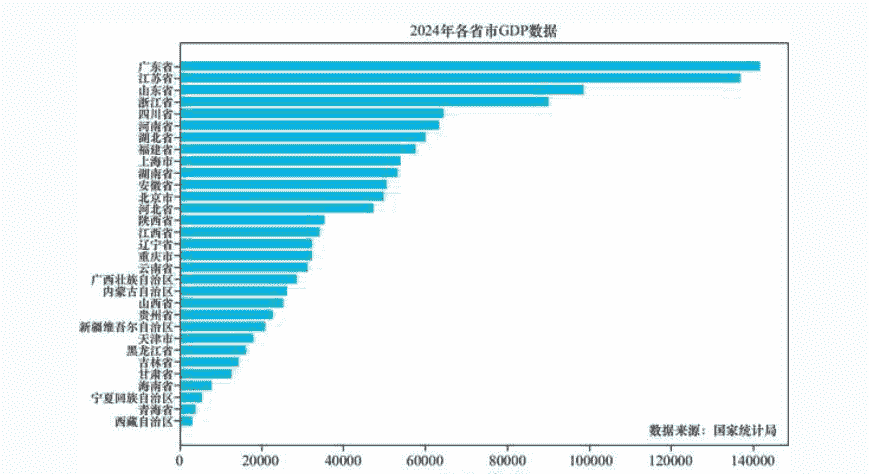 2024年各省市GDP数据
广东省
江苏省
山东省
浙江省
四川省
河南省
湖北省
福建省
上海市
湖南省
安徽省
北京市
河北省
陕西省
江西省
辽宁省
重庆市
云南省
广西壮族自治区
内蒙古自治区
山西省
贵州省
新疆维吾尔自治区
天津市
黑龙江省
吉林省
甘肃省
海南省
宁夏回族自治区
青海省
西藏自治区
数据来源：国家统计局
0 20000 40000 60000 80000 100000 120000 140000